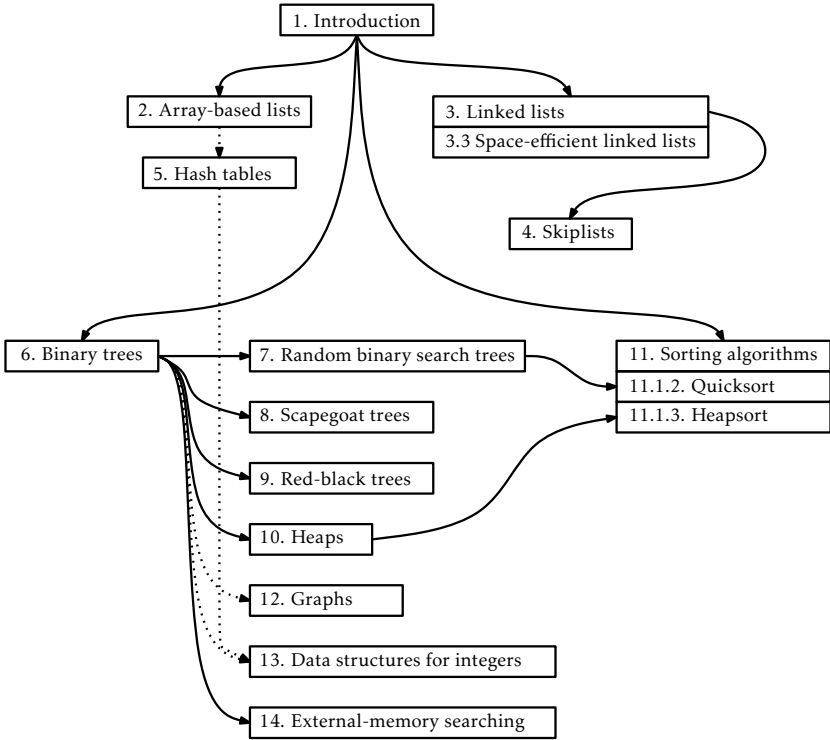 1. Introduction
2. Array-based lists
3. Linked lists
3.3 Space-efficient linked lists
5. Hash tables
4. Skiplists
6. Binary trees
7. Random binary search trees
11. Sorting algorithms
11.1.2. Quicksort
8. Scapegoat trees
11.1.3. Heapsort
9. Red-black trees
10. Heaps
12. Graphs
13. Data structures for integers
14. External-memory searching